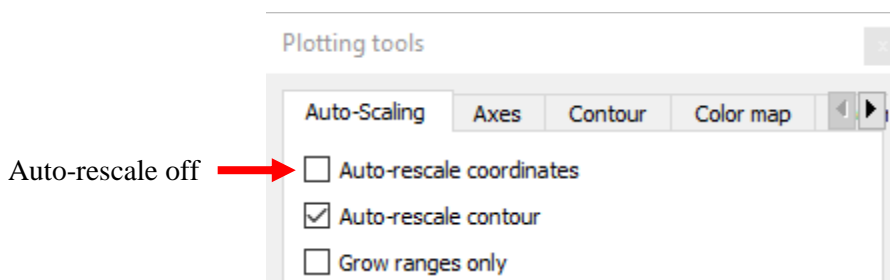 Plotting tools
Auto-Scaling Axes Contour Color map
Auto-rescale off
Auto-rescale coordinates
Auto-rescale contour
Grow ranges only